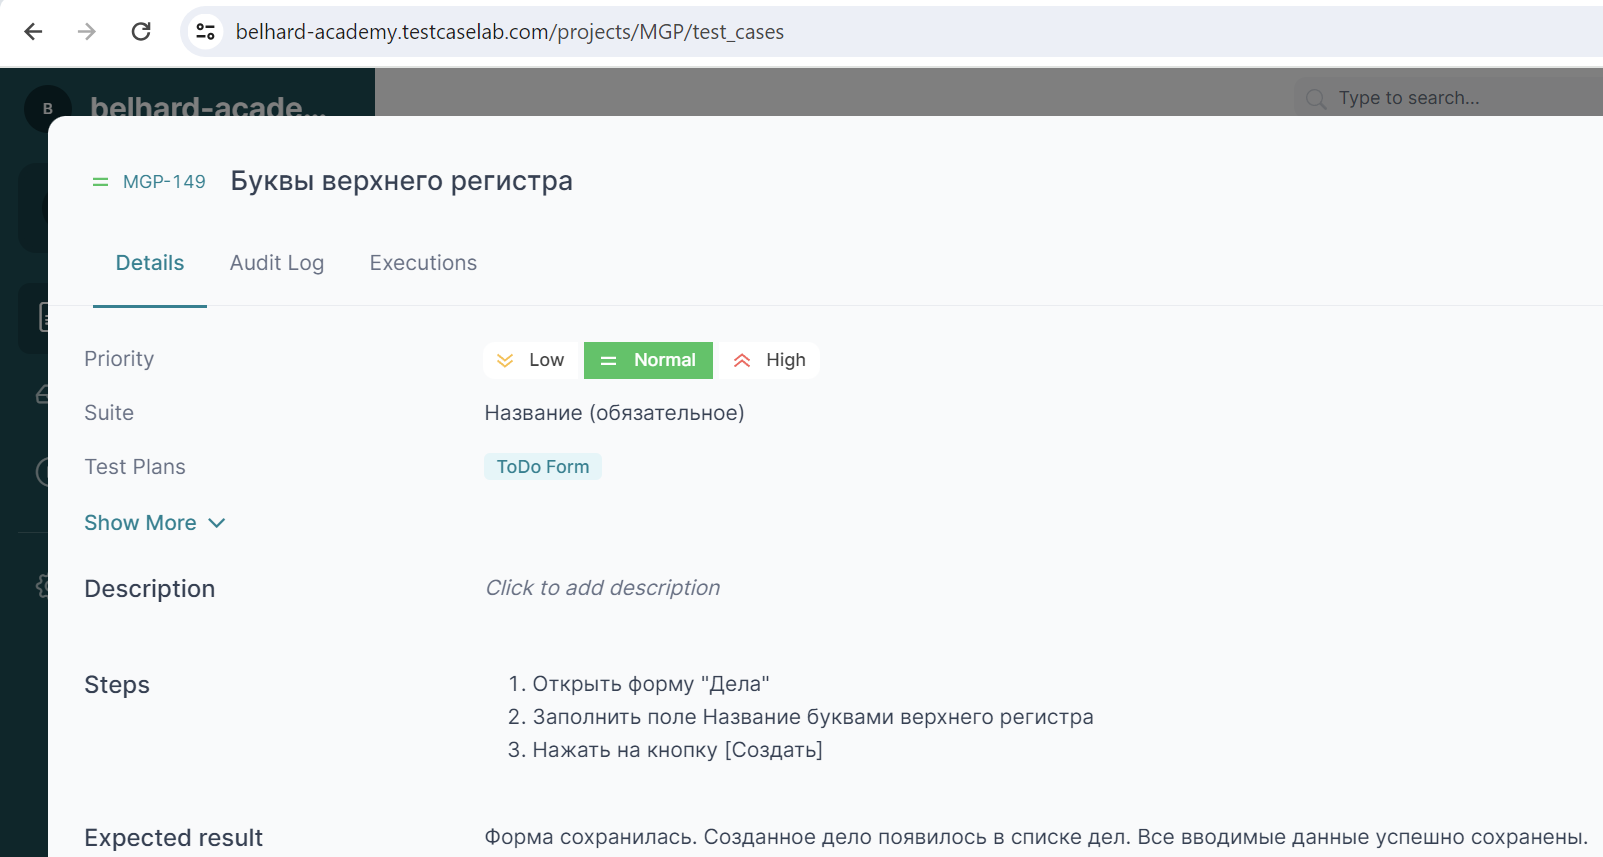 belhard-academy.testcaselab.com/projects/MGP/test_cases
B belhard-acade...
Type to search...
MGP-149 Буквы верхнего регистра
Details Audit Log Executions
Priority Low Normal High
Suite Название (обязательное)
Test Plans ToDo Form
Show More
Description Click to add description
Steps 1. Открыть форму "Дела"
2. Заполнить поле Название буквами верхнего регистра
3. Нажать на кнопку [Создать]
Expected result Форма сохранилась. Созданное дело появилось в списке дел. Все вводимые данные успешно сохранены.